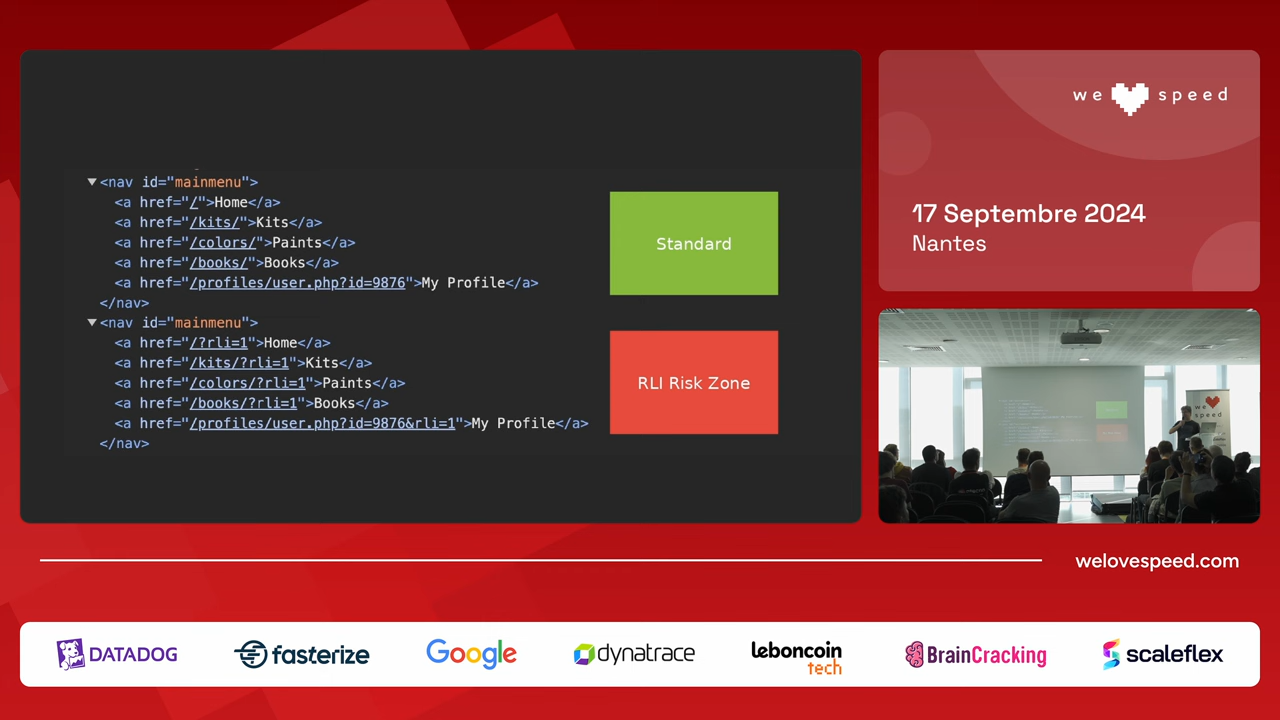 <nav id="mainmenu">
<a href="/">Home</a>
<a href="/kits/">Kits</a>
<a href="/colors/">Paints</a>
<a href="/books/">Books</a>
<a href="/profiles/user.php?id=9876">My Profile</a>
</nav>
<nav id="mainmenu">
<a href="/?rli=1">Home</a>
<a href="/kits/?rli=1">Kits</a>
<a href="/colors/?rli=1">Paints</a>
<a href="/books/?rli=1">Books</a>
<a href="/profiles/user.php?id=9876&rli=1">My Profile</a>
</nav>
Standard
RLI Risk Zone
we speed
17 Septembre 2024
Nantes
we
speed
welovespeed.com
DATADOG
fasterize
Google
dynatrace
leboncoin
tech
BrainCracking
scaleflex